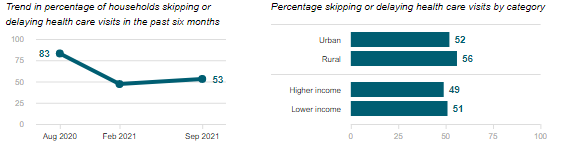 Trend in percentage of households skipping or
delaying health care visits in the past six months
100
83
75
50
53
25
0
Aug 2020 Feb 2021 Sep 2021
Percentage skipping or delaying health care visits by category
Urban 52
Rural 56
Higher income 49
Lower income 51
0 25 50 75 100